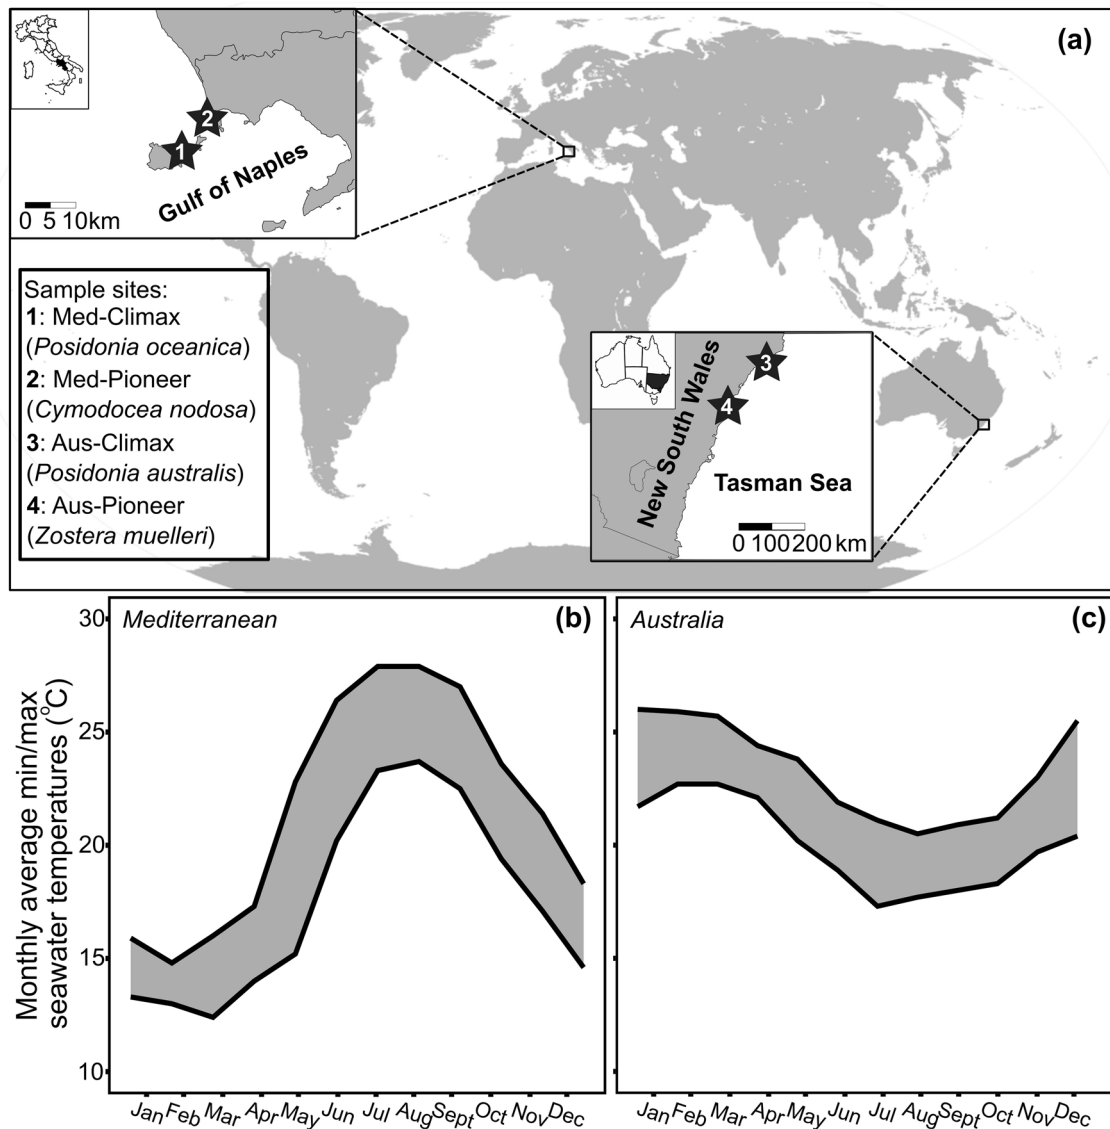 (a)
2
1
Gulf of Naples
0 5 10km
Sample sites:
1: Med-Climax
(Posidonia oceanica)
2: Med-Pioneer
(Cymodocea nodosa)
3: Aus-Climax
(Posidonia australis)
4: Aus-Pioneer
(Zostera muelleri)
3
4
New South Wales
Tasman Sea
0 100200 km
Monthly average min/max
seawater temperatures (°C)
30
25
20
15
10
Mediterranean
(b)
Jan Feb Mar Apr May Jun Jul Aug Sept Oct Nov Dec
Australia
(c)
Jan Feb Mar Apr May Jun Jul Aug Sept Oct Nov Dec